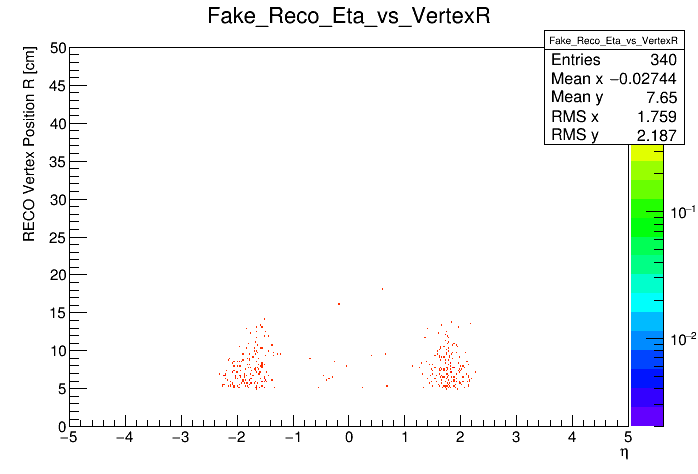 Fake_Reco_Eta_vs_VertexR
Fake_Reco_Eta_vs_VertexR
Entries 340
Mean x −0.02744
Mean y 7.65
RMS x 1.759
RMS y 2.187
RECO Vertex Position R [cm]
50
45
40
35
30
25
20
15
10
5
0
10⁻¹
10⁻²
−5 −4 −3 −2 −1 0 1 2 3 4 5
η